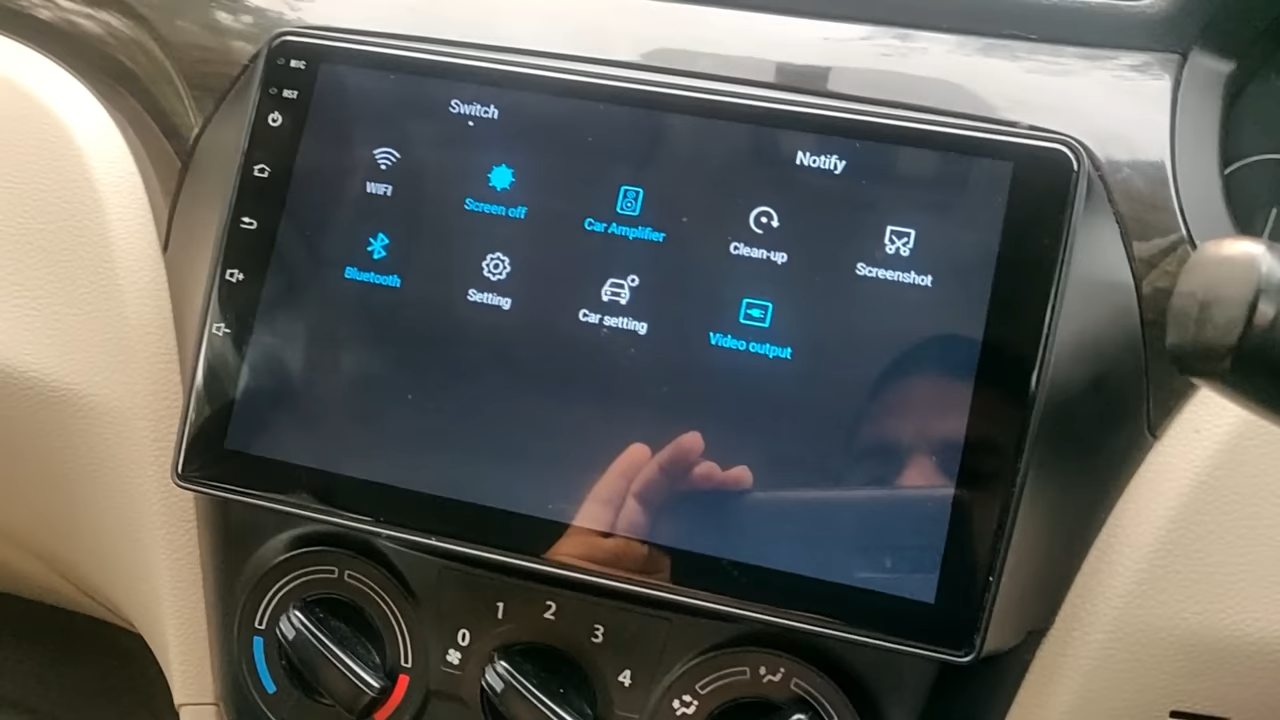 MIC
RST
Switch
Notify
WIFI
Screen off
Car Amplifier
Clean-up
Screenshot
Bluetooth
Setting
Car setting
Video output
0
1
2
3
4